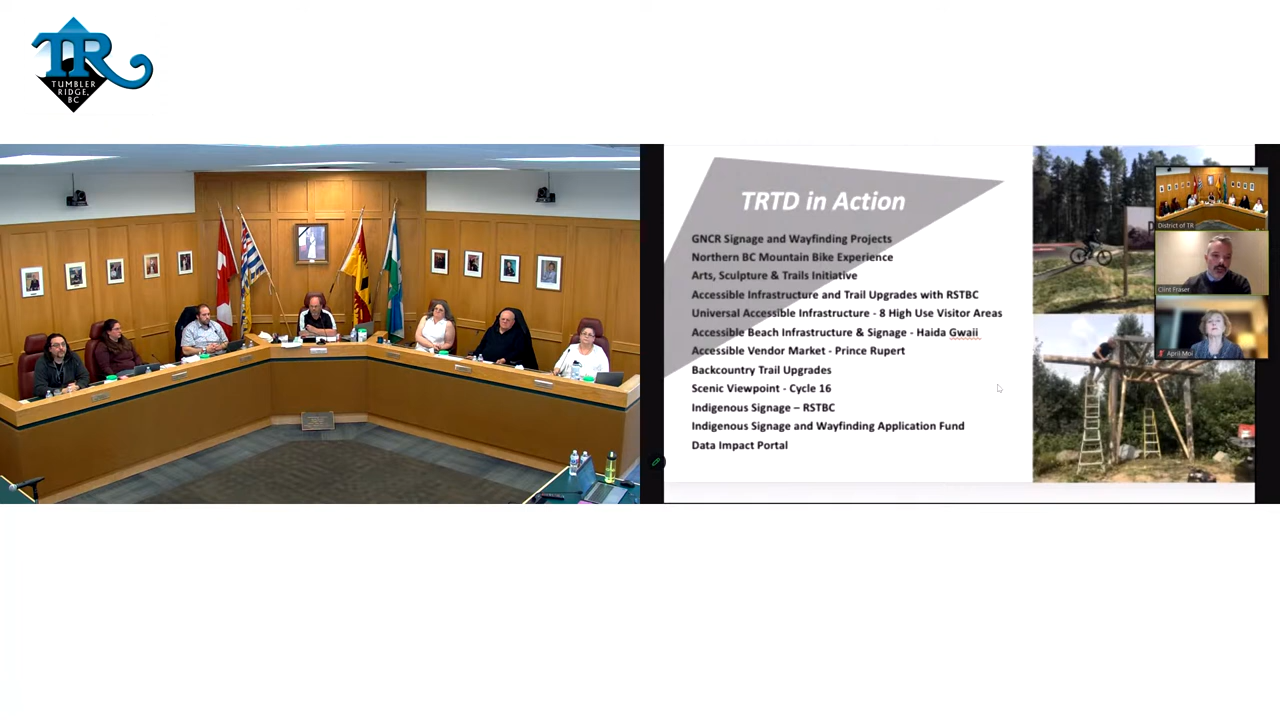 TR
TUMBLER
RIDGE,
BC
TRTD in Action
GNCR Signage and Wayfinding Projects
Northern BC Mountain Bike Experience
Arts, Sculpture & Trails Initiative
Accessible Infrastructure and Trail Upgrades with RSTBC
Universal Accessible Infrastructure - 8 High Use Visitor Areas
Accessible Beach Infrastructure & Signage - Haida Gwaii
Accessible Vendor Market - Prince Rupert
Backcountry Trail Upgrades
Scenic Viewpoint - Cycle 16
Indigenous Signage – RSTBC
Indigenous Signage and Wayfinding Application Fund
Data Impact Portal
District of TR
Clint Fraser
April Moi